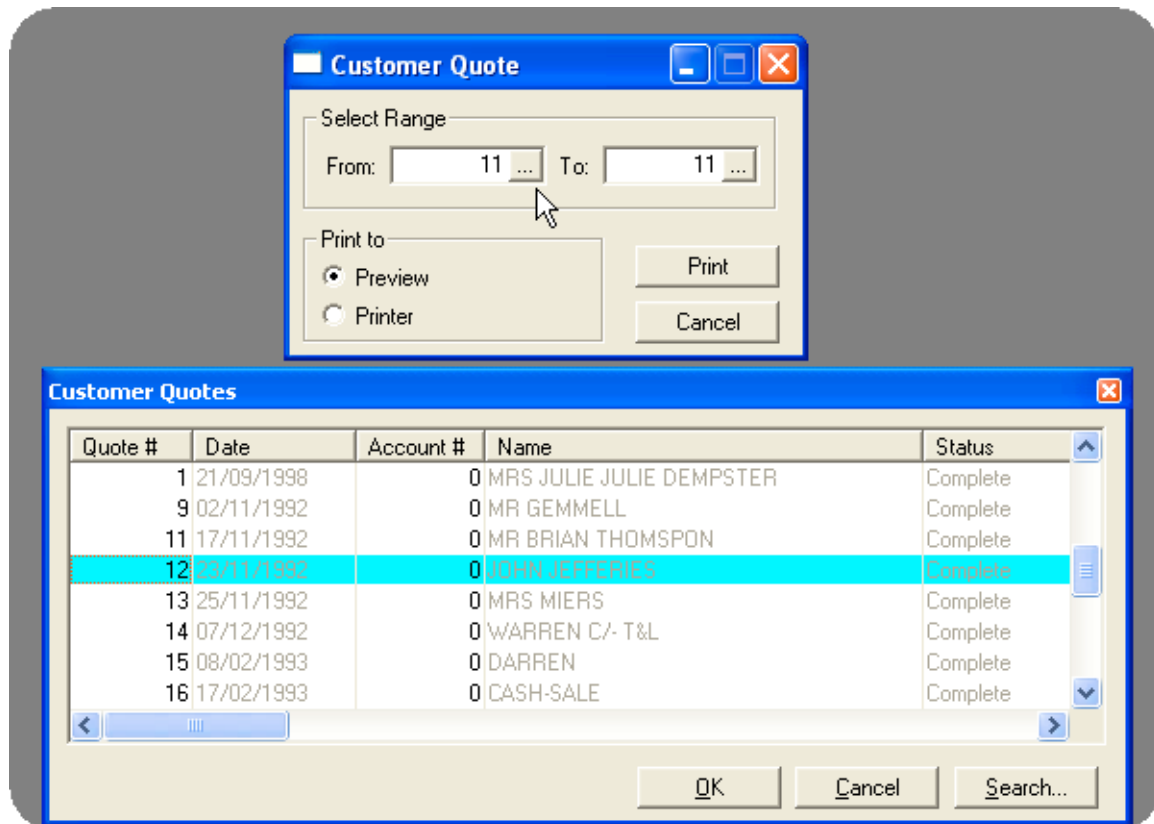 Customer Quote
Select Range
From: 11 ... To: 11 ...
Print to
Preview
Print
Printer
Cancel
Customer Quotes
Quote # Date Account # Name Status
1 21/09/1998 0 MRS JULIE JULIE DEMPSTER Complete
9 02/11/1992 0 MR GEMMELL Complete
11 17/11/1992 0 MR BRIAN THOMSPON Complete
12 23/11/1992 0 JOHN JEFFERIES Complete
13 25/11/1992 0 MRS MIERS Complete
14 07/12/1992 0 WARREN C/- T&L Complete
15 08/02/1993 0 DARREN Complete
16 17/02/1993 0 CASH-SALE Complete
OK Cancel Search...